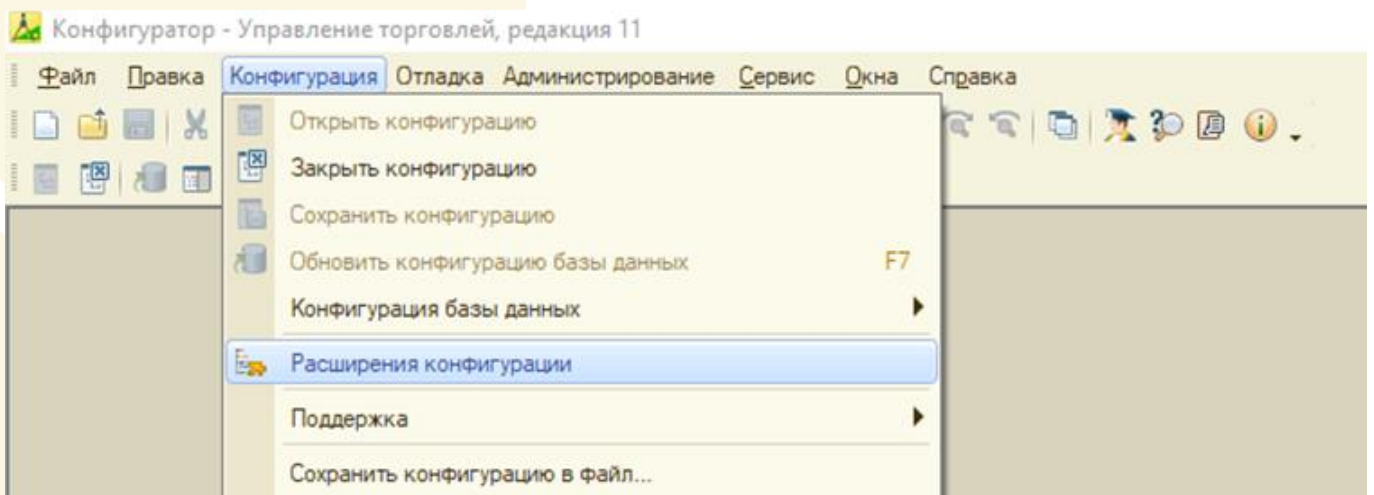 Конфигуратор - Управление торговлей, редакция 11
Файл Правка Конфигурация Отладка Администрирование Сервис Окна Справка
Открыть конфигурацию
Закрыть конфигурацию
Сохранить конфигурацию
Обновить конфигурацию базы данных F7
Конфигурация базы данных
Расширения конфигурации
Поддержка
Сохранить конфигурацию в файл...